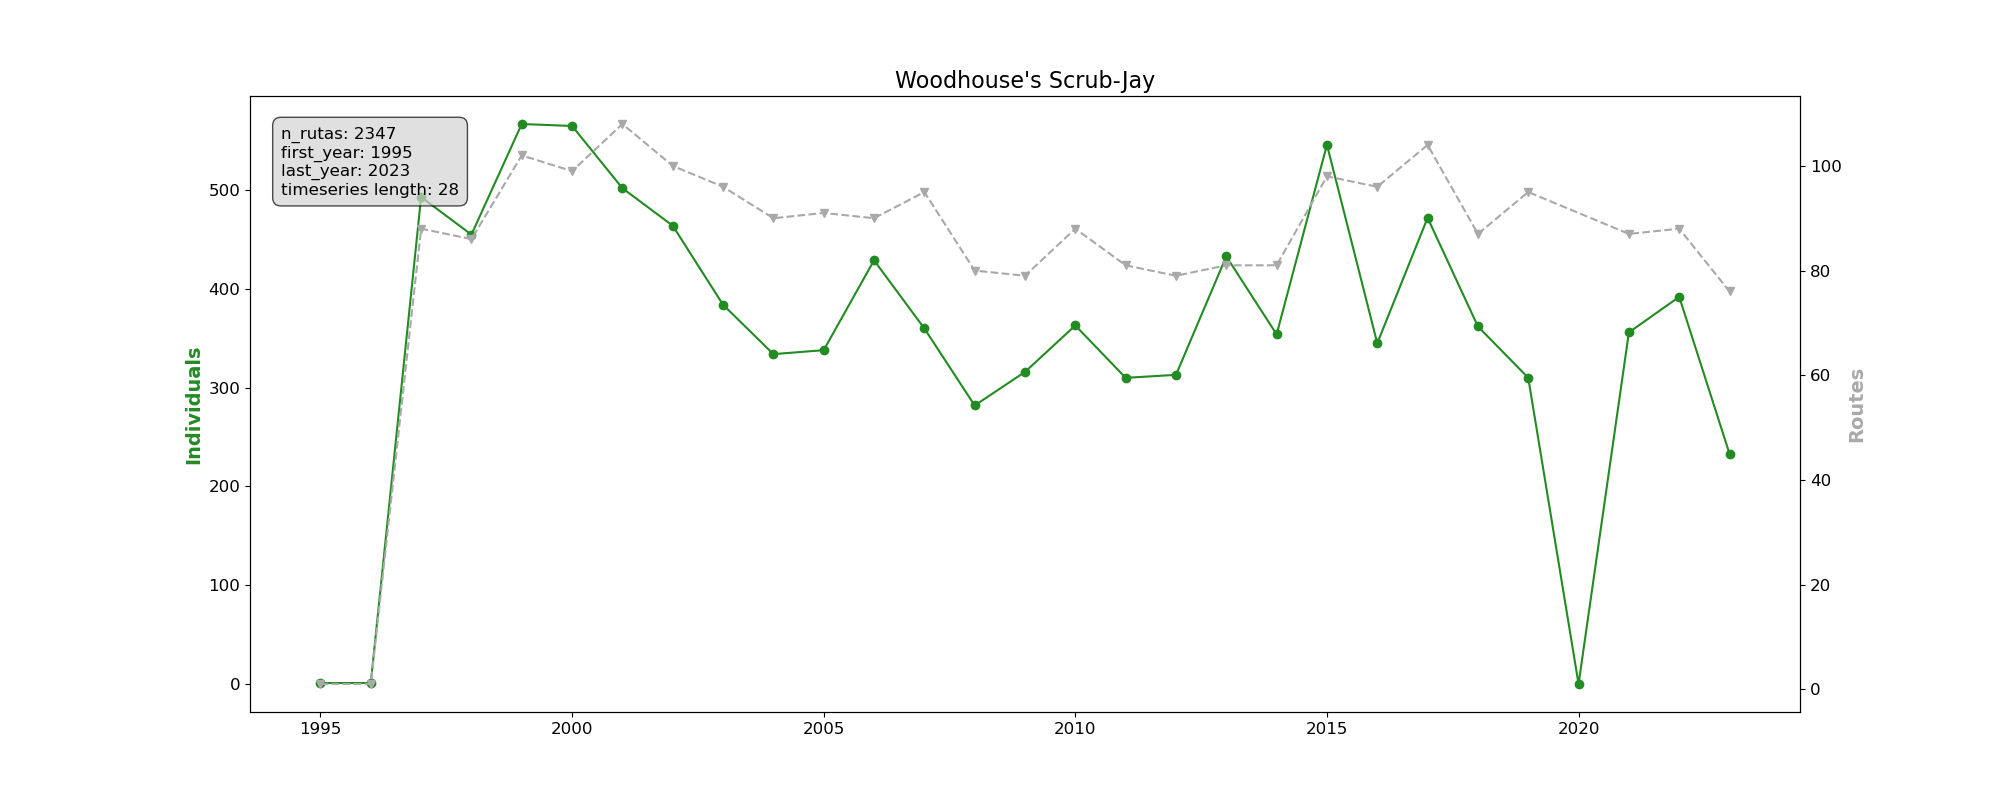 Woodhouse's Scrub-Jay
n_rutas: 2347
first_year: 1995
last_year: 2023
timeseries length: 28
Individuals
500
400
300
200
100
0
100
80
60
40
20
0
Routes
1995
2000
2005
2010
2015
2020